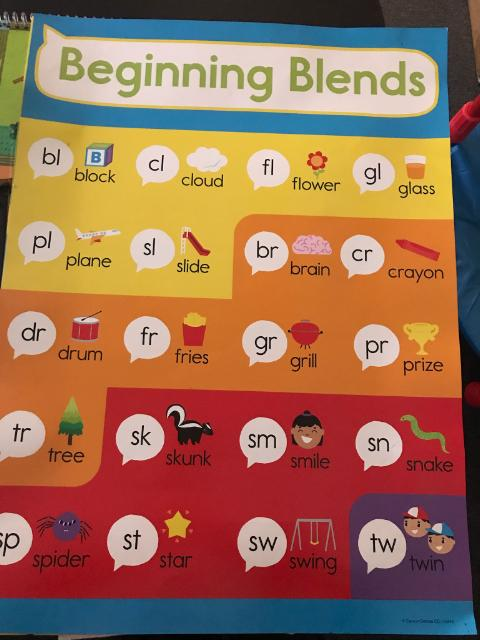 Beginning Blends
bl block cl cloud fl flower gl glass
pl plane sl slide br brain cr crayon
dr drum fr fries gr grill pr prize
tr tree sk skunk sm smile sn snake
sp spider st star sw swing tw twin